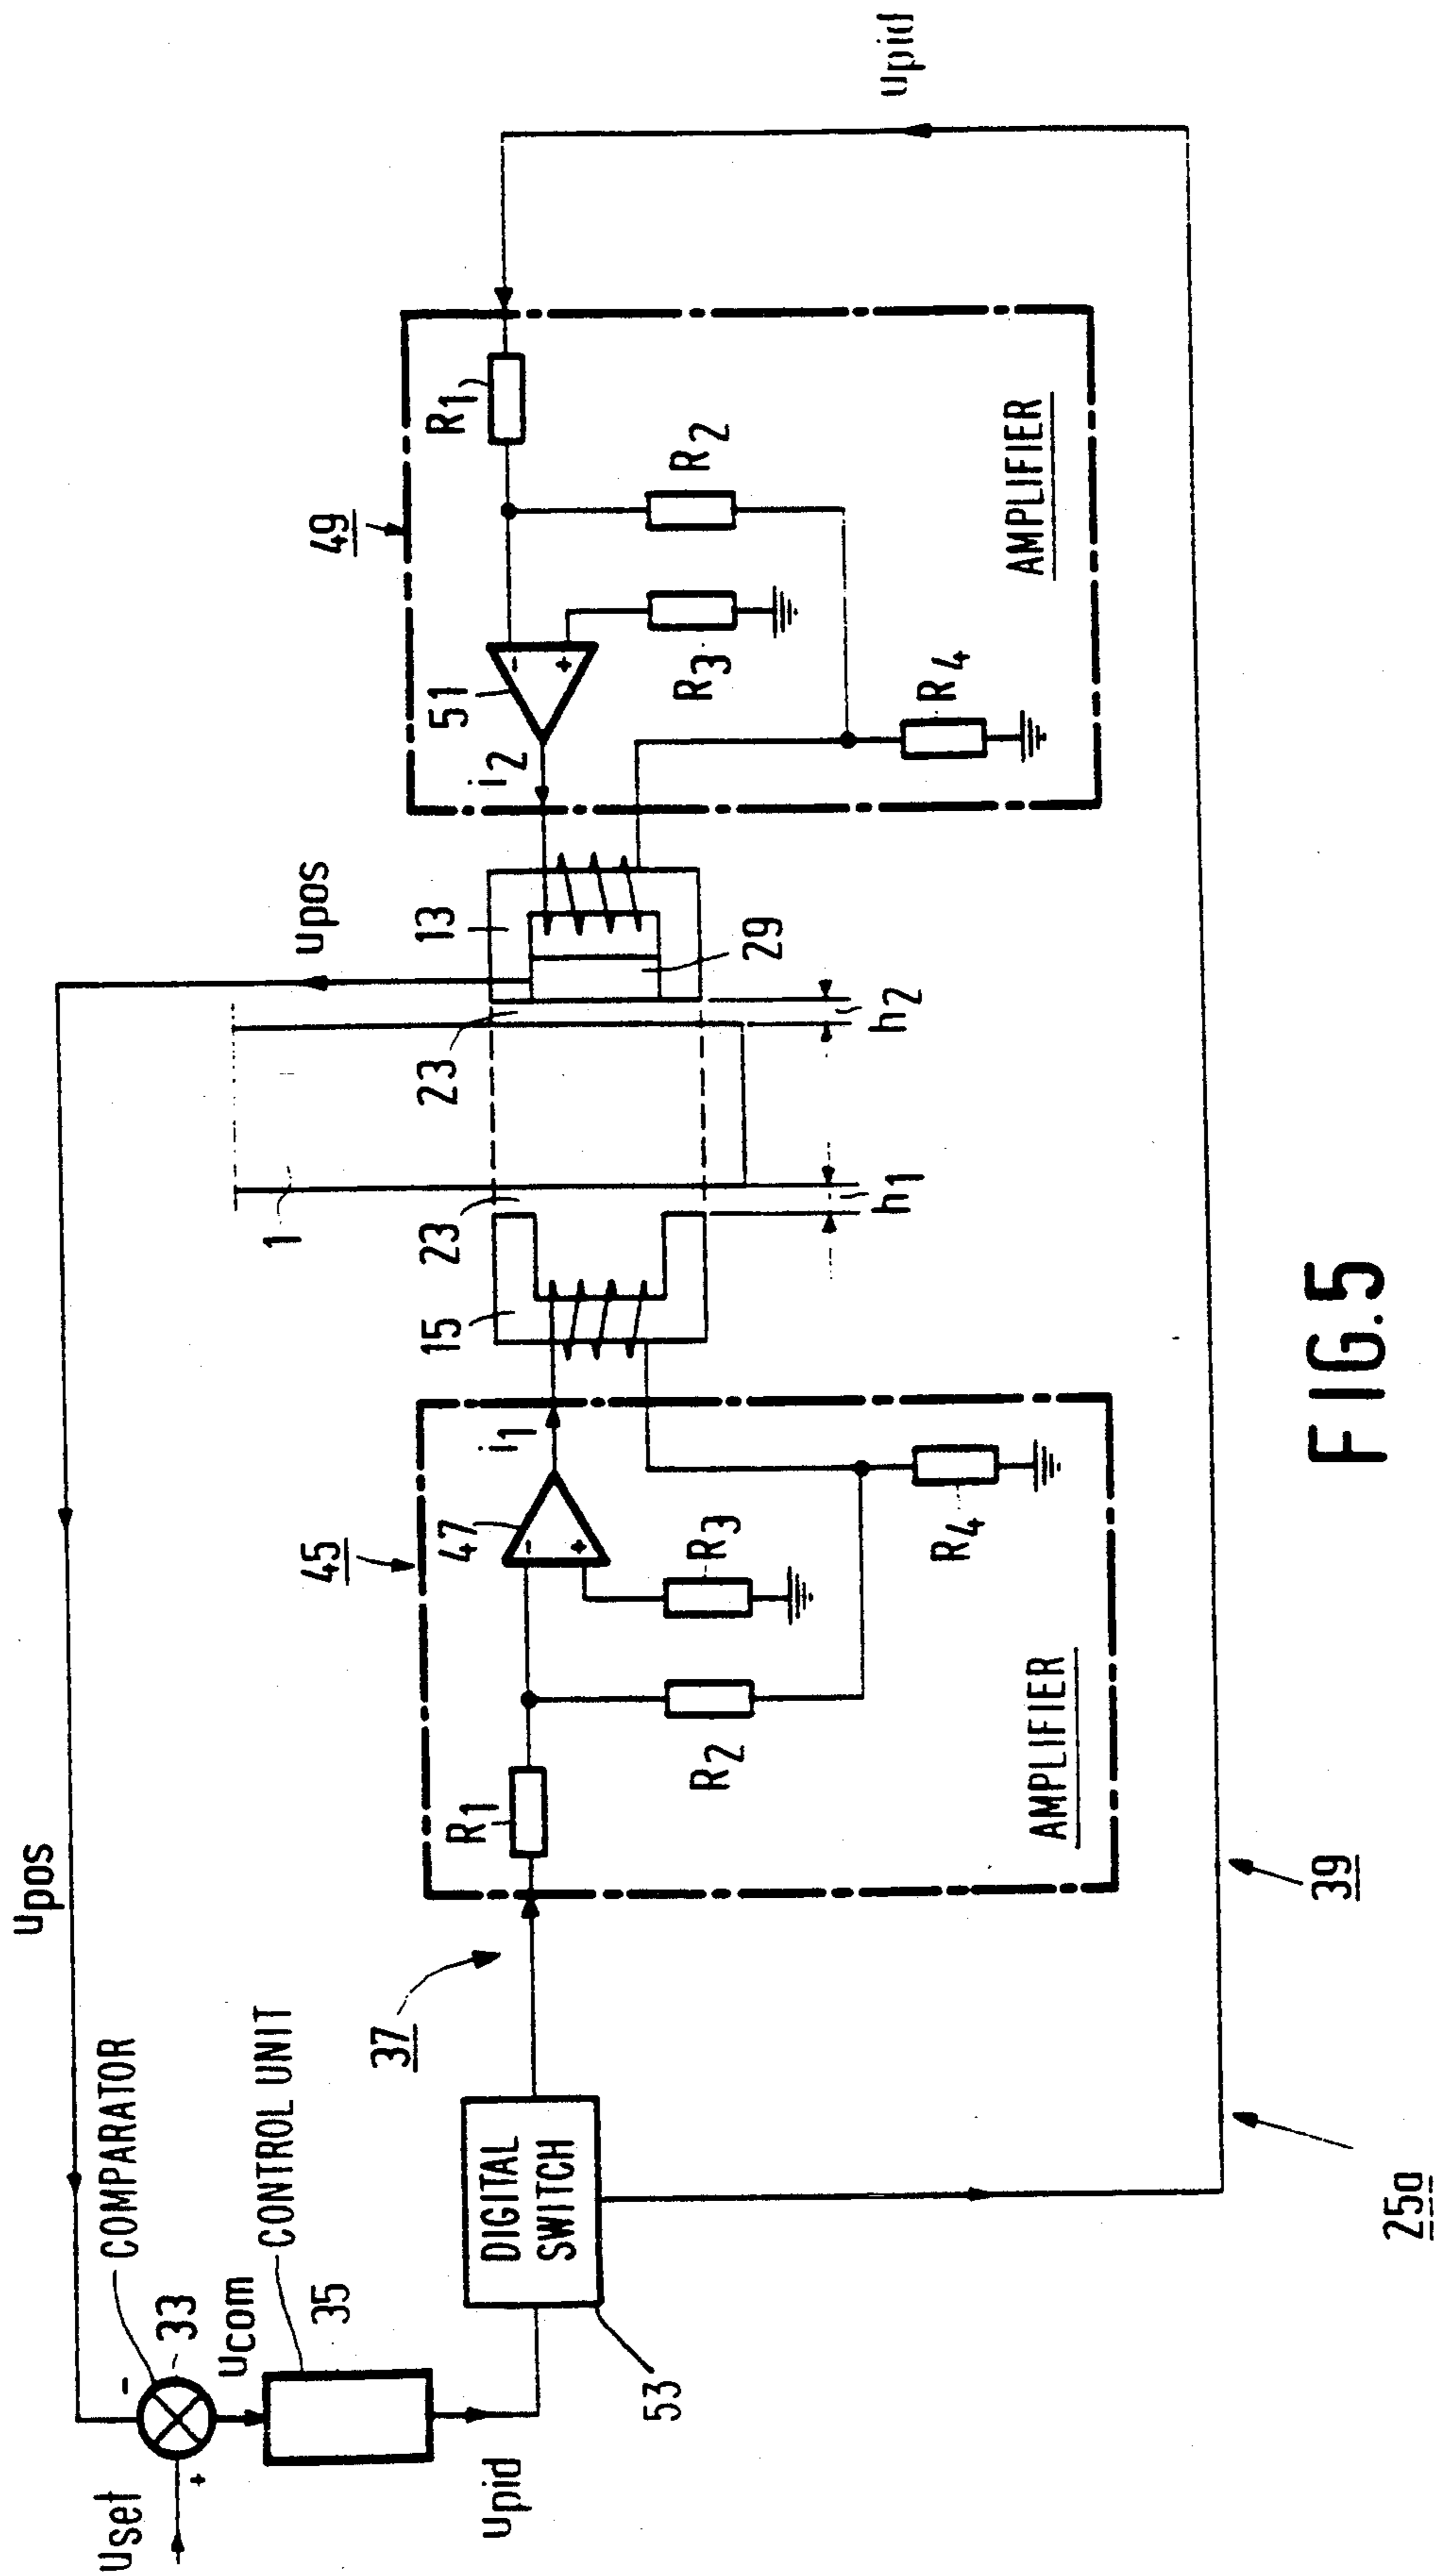 upos
COMPARATOR
33
-
+
uset
ucom
CONTROL UNIT
35
upid
DIGITAL
SWITCH
53
37
45
R1
R2
47
-
+
R3
R4
i1
AMPLIFIER
15
23
1
h1
23
h2
upos
13
29
49
i2
51
-
+
R3
R4
R1
R2
AMPLIFIER
upid
39
25a
FIG.5